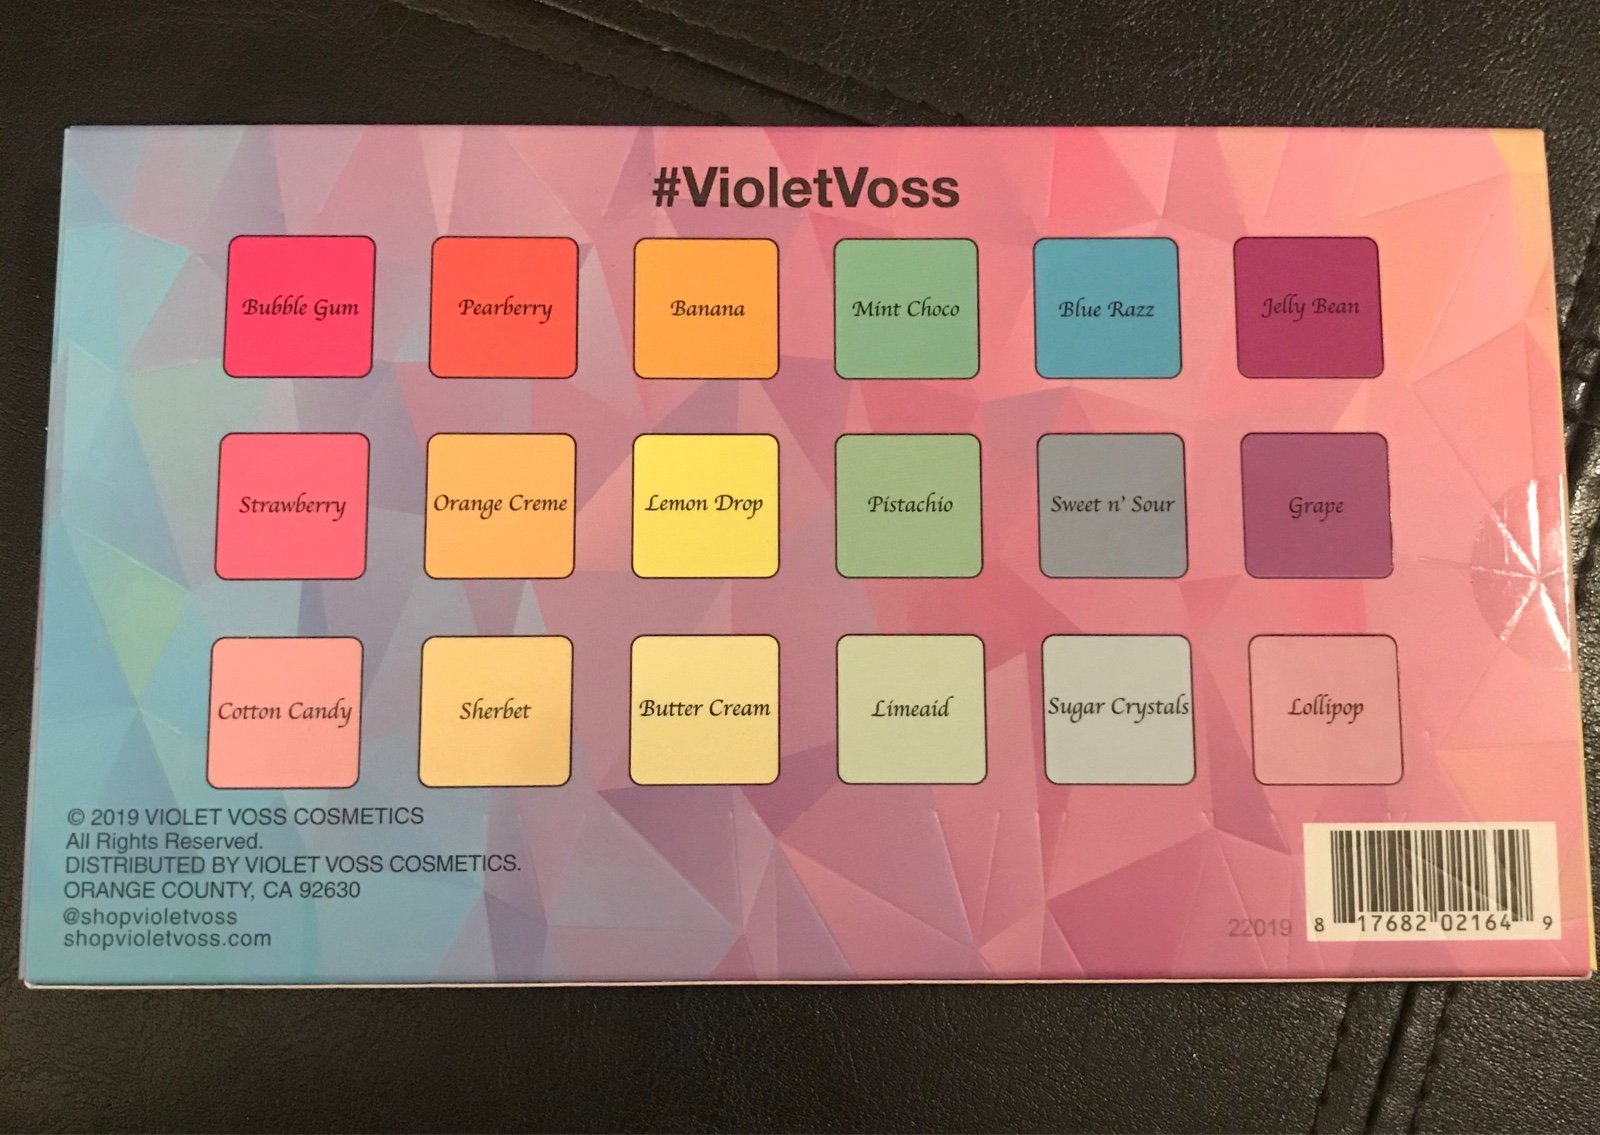 #VioletVoss
Bubble Gum Pearberry Banana Mint Choco Blue Razz Jelly Bean
Strawberry Orange Creme Lemon Drop Pistachio Sweet n' Sour Grape
Cotton Candy Sherbet Butter Cream Limeaid Sugar Crystals Lollipop
© 2019 VIOLET VOSS COSMETICS
All Rights Reserved.
DISTRIBUTED BY VIOLET VOSS COSMETICS.
ORANGE COUNTY, CA 92630
@shopvioletvoss
shopvioletvoss.com
22019
8 17682 02164 9